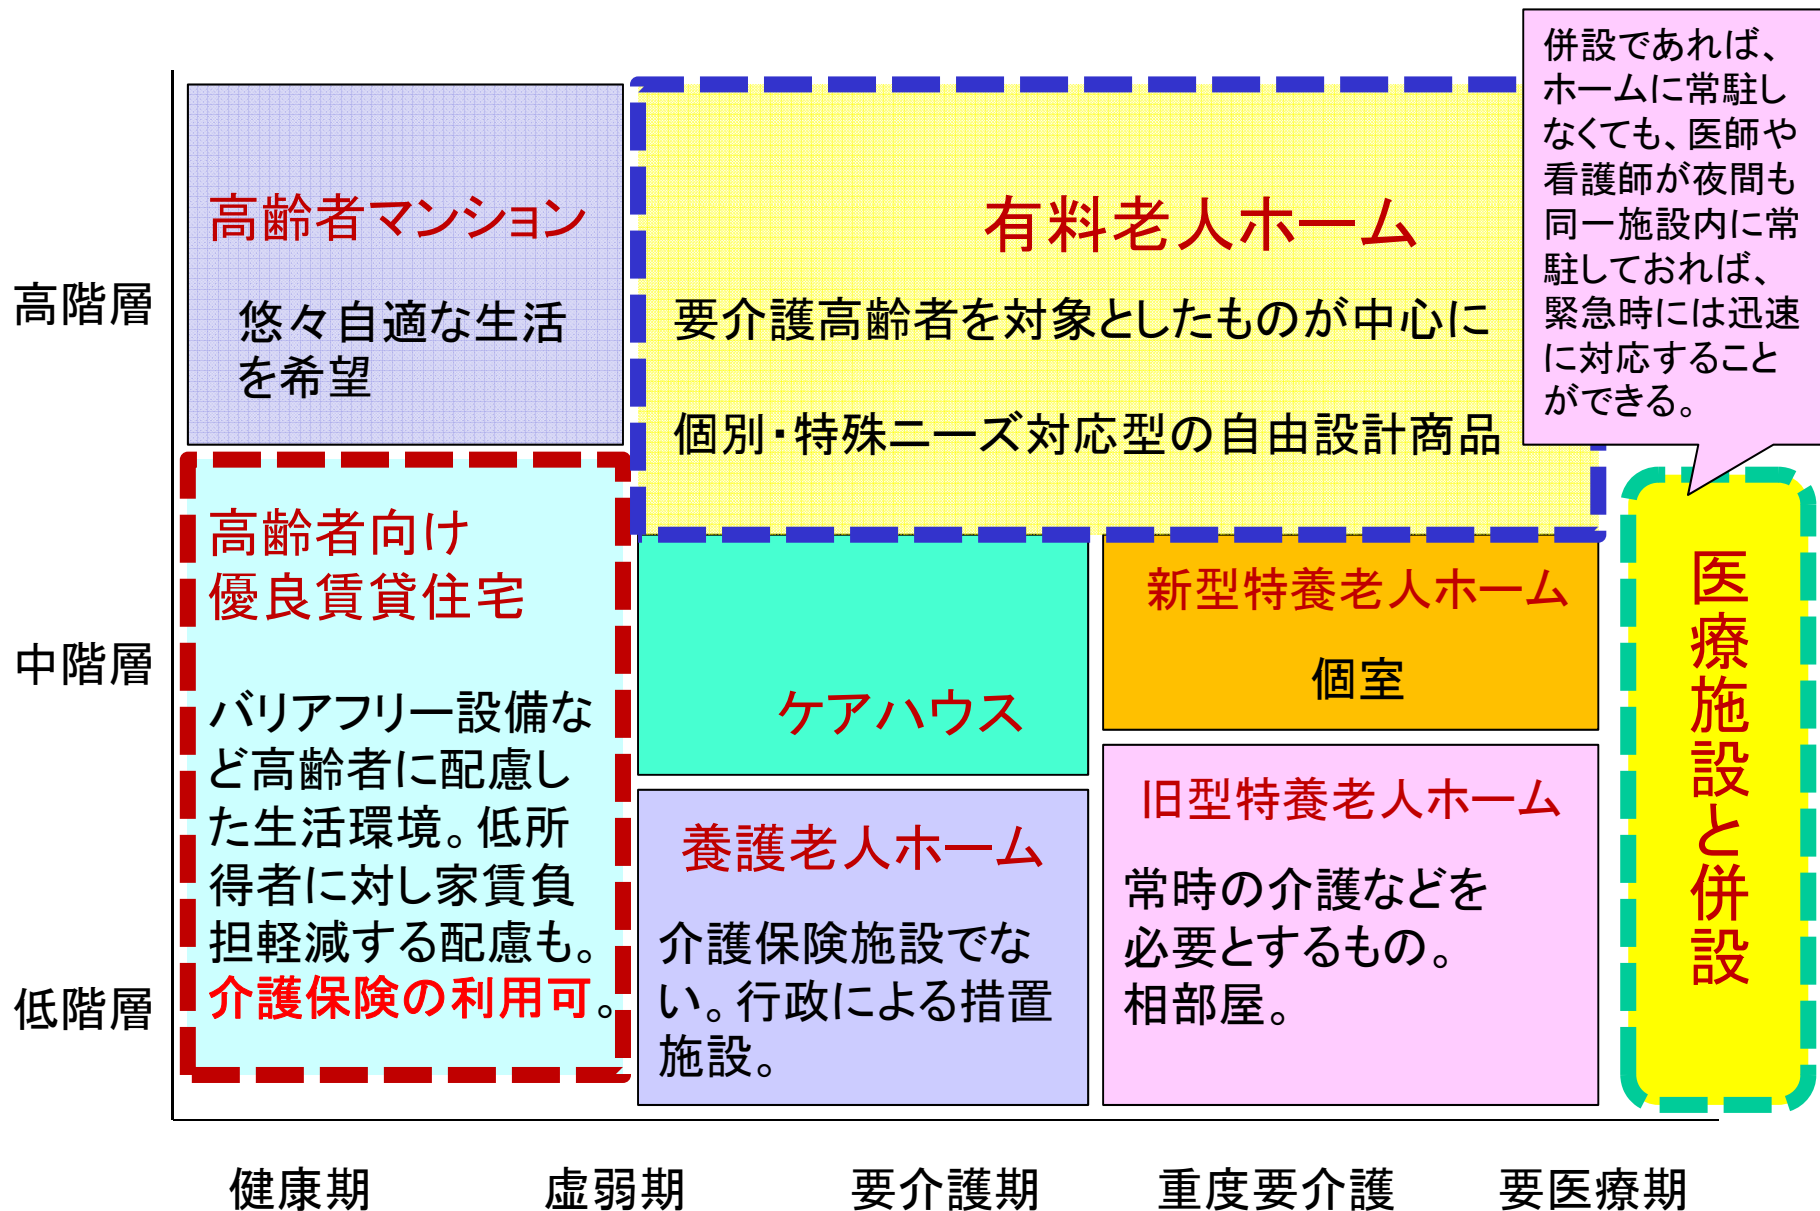 併設であれば、
ホームに常駐し
なくても、医師や
看護師が夜間も
同一施設内に常
駐しておれば、
緊急時には迅速
に対応すること
ができる。
高階層
高齢者マンション
悠々自適な生活
を希望
有料老人ホーム
要介護高齢者を対象としたものが中心に
個別・特殊ニーズ対応型の自由設計商品
中階層
高齢者向け
優良賃貸住宅
バリアフリー設備な
ど高齢者に配慮し
た生活環境。低所
得者に対し家賃負
担軽減する配慮も。
介護保険の利用可。
ケアハウス
新型特養老人ホーム
個室
低階層
養護老人ホーム
介護保険施設でな
い。行政による措置
施設。
旧型特養老人ホーム
常時の介護などを
必要とするもの。
相部屋。
医療施設と併設
健康期
虚弱期
要介護期
重度要介護
要医療期